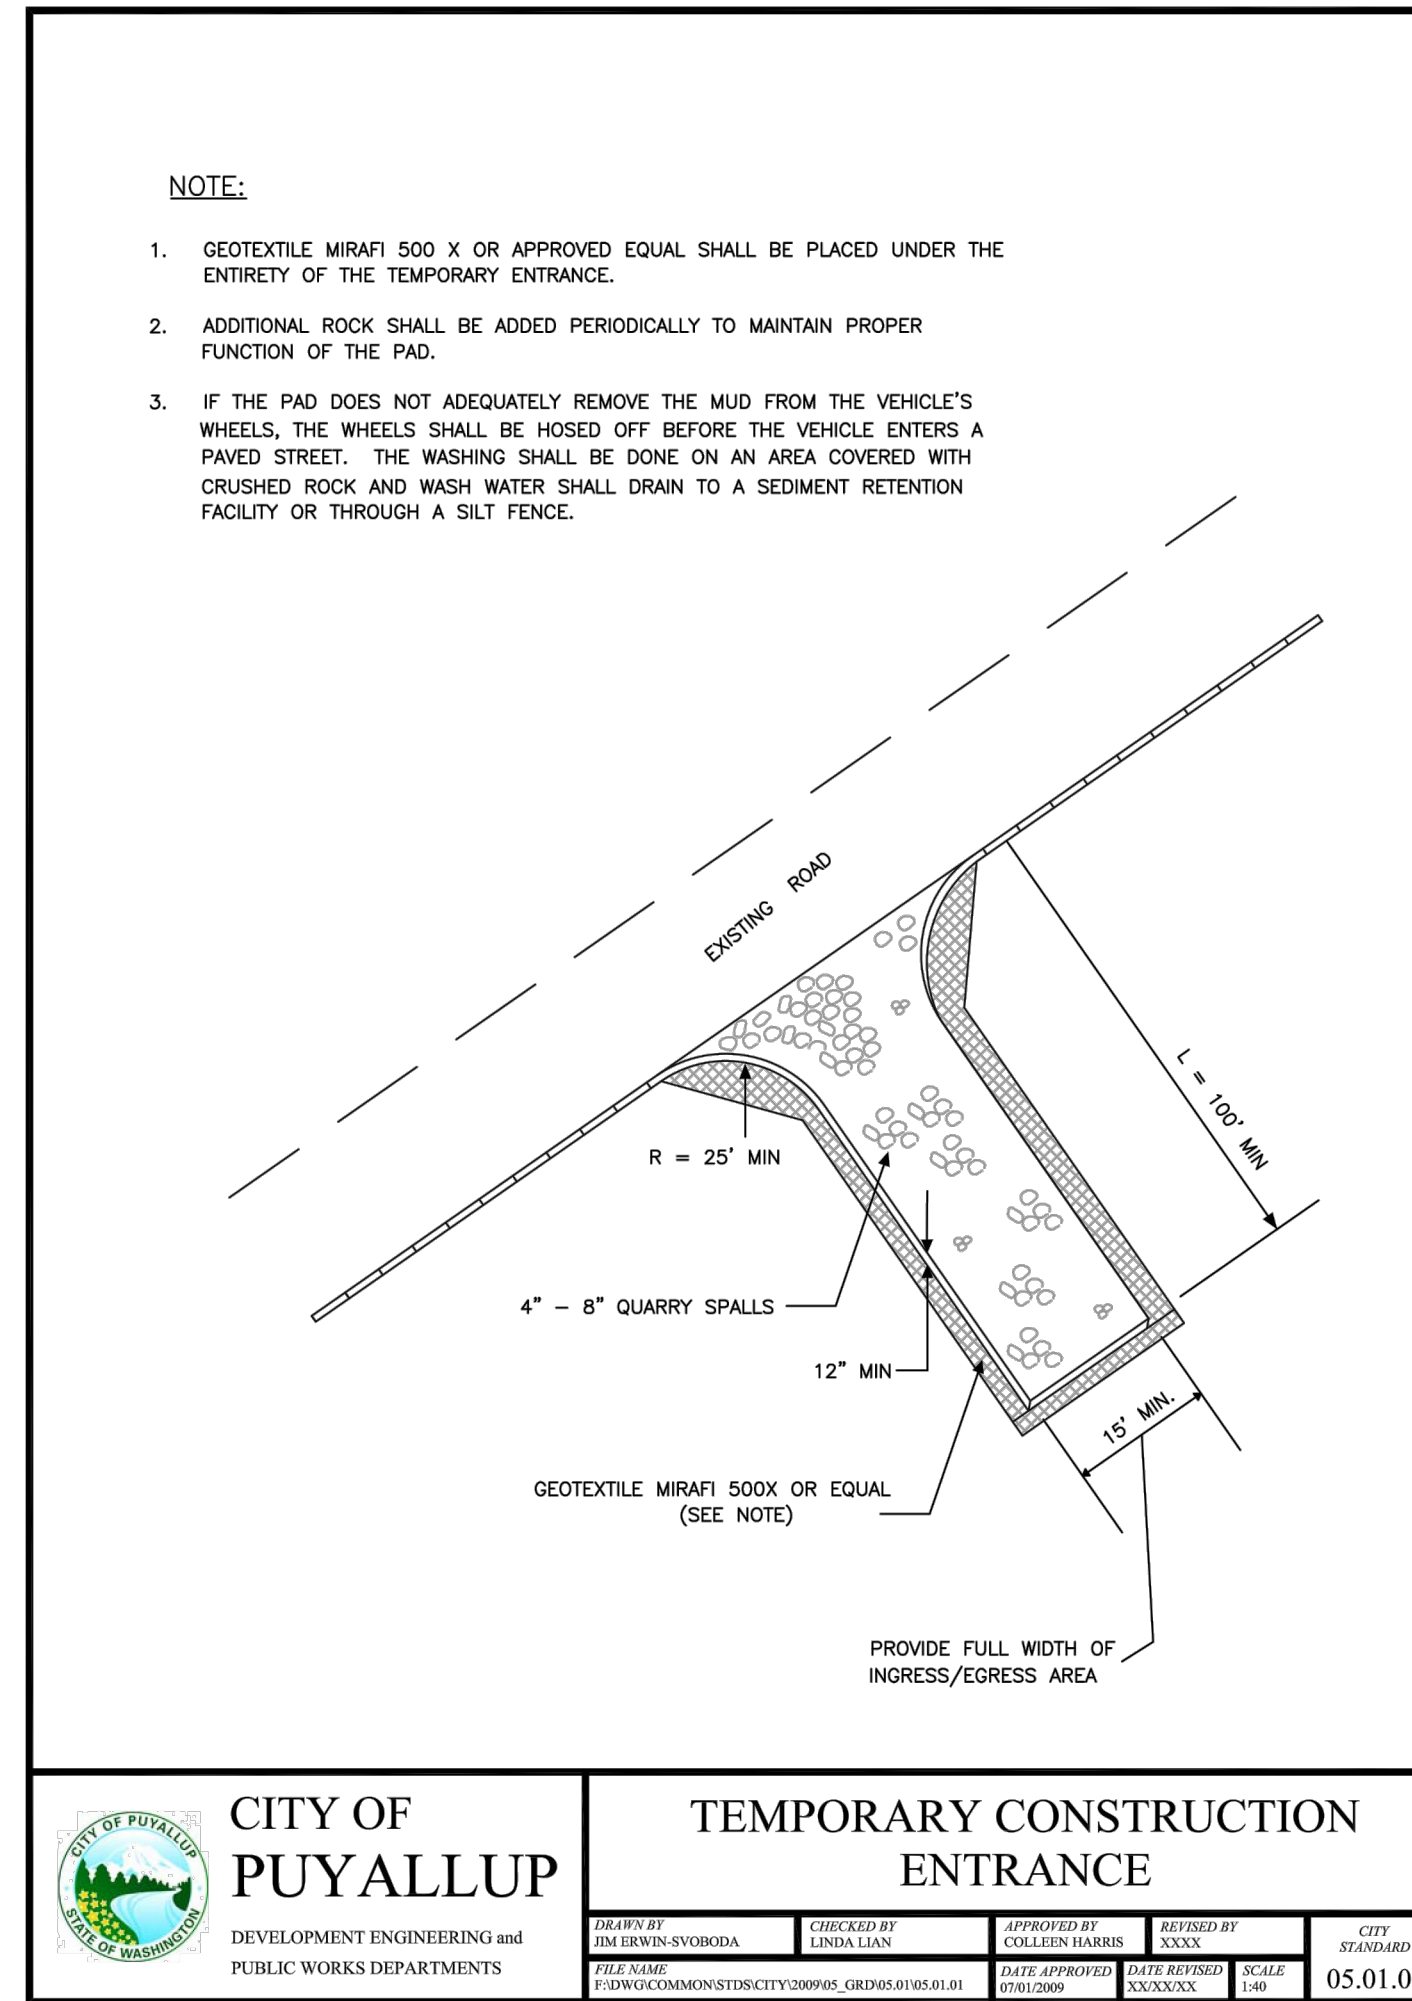 NOTE:
1. GEOTEXTILE MIRAFI 500 X OR APPROVED EQUAL SHALL BE PLACED UNDER THE
ENTIRETY OF THE TEMPORARY ENTRANCE.
2. ADDITIONAL ROCK SHALL BE ADDED PERIODICALLY TO MAINTAIN PROPER
FUNCTION OF THE PAD.
3. IF THE PAD DOES NOT ADEQUATELY REMOVE THE MUD FROM THE VEHICLE'S
WHEELS, THE WHEELS SHALL BE HOSED OFF BEFORE THE VEHICLE ENTERS A
PAVED STREET. THE WASHING SHALL BE DONE ON AN AREA COVERED WITH
CRUSHED ROCK AND WASH WATER SHALL DRAIN TO A SEDIMENT RETENTION
FACILITY OR THROUGH A SILT FENCE.
EXISTING ROAD
L = 100' MIN
R = 25' MIN
4" – 8" QUARRY SPALLS
12" MIN
15' MIN.
GEOTEXTILE MIRAFI 500X OR EQUAL
(SEE NOTE)
PROVIDE FULL WIDTH OF
INGRESS/EGRESS AREA
CITY OF PUYALLUP
STATE OF WASHINGTON
CITY OF
PUYALLUP
DEVELOPMENT ENGINEERING and
PUBLIC WORKS DEPARTMENTS
TEMPORARY CONSTRUCTION
ENTRANCE
DRAWN BY
JIM ERWIN-SVOBODA
CHECKED BY
LINDA LIAN
APPROVED BY
COLLEEN HARRIS
REVISED BY
XXXX
CITY
STANDARD
05.01.0
FILE NAME
F:\DWG\COMMON\STDS\CITY\2009\05_GRD\05.01\05.01.01
DATE APPROVED
07/01/2009
DATE REVISED
XX/XX/XX
SCALE
1:40